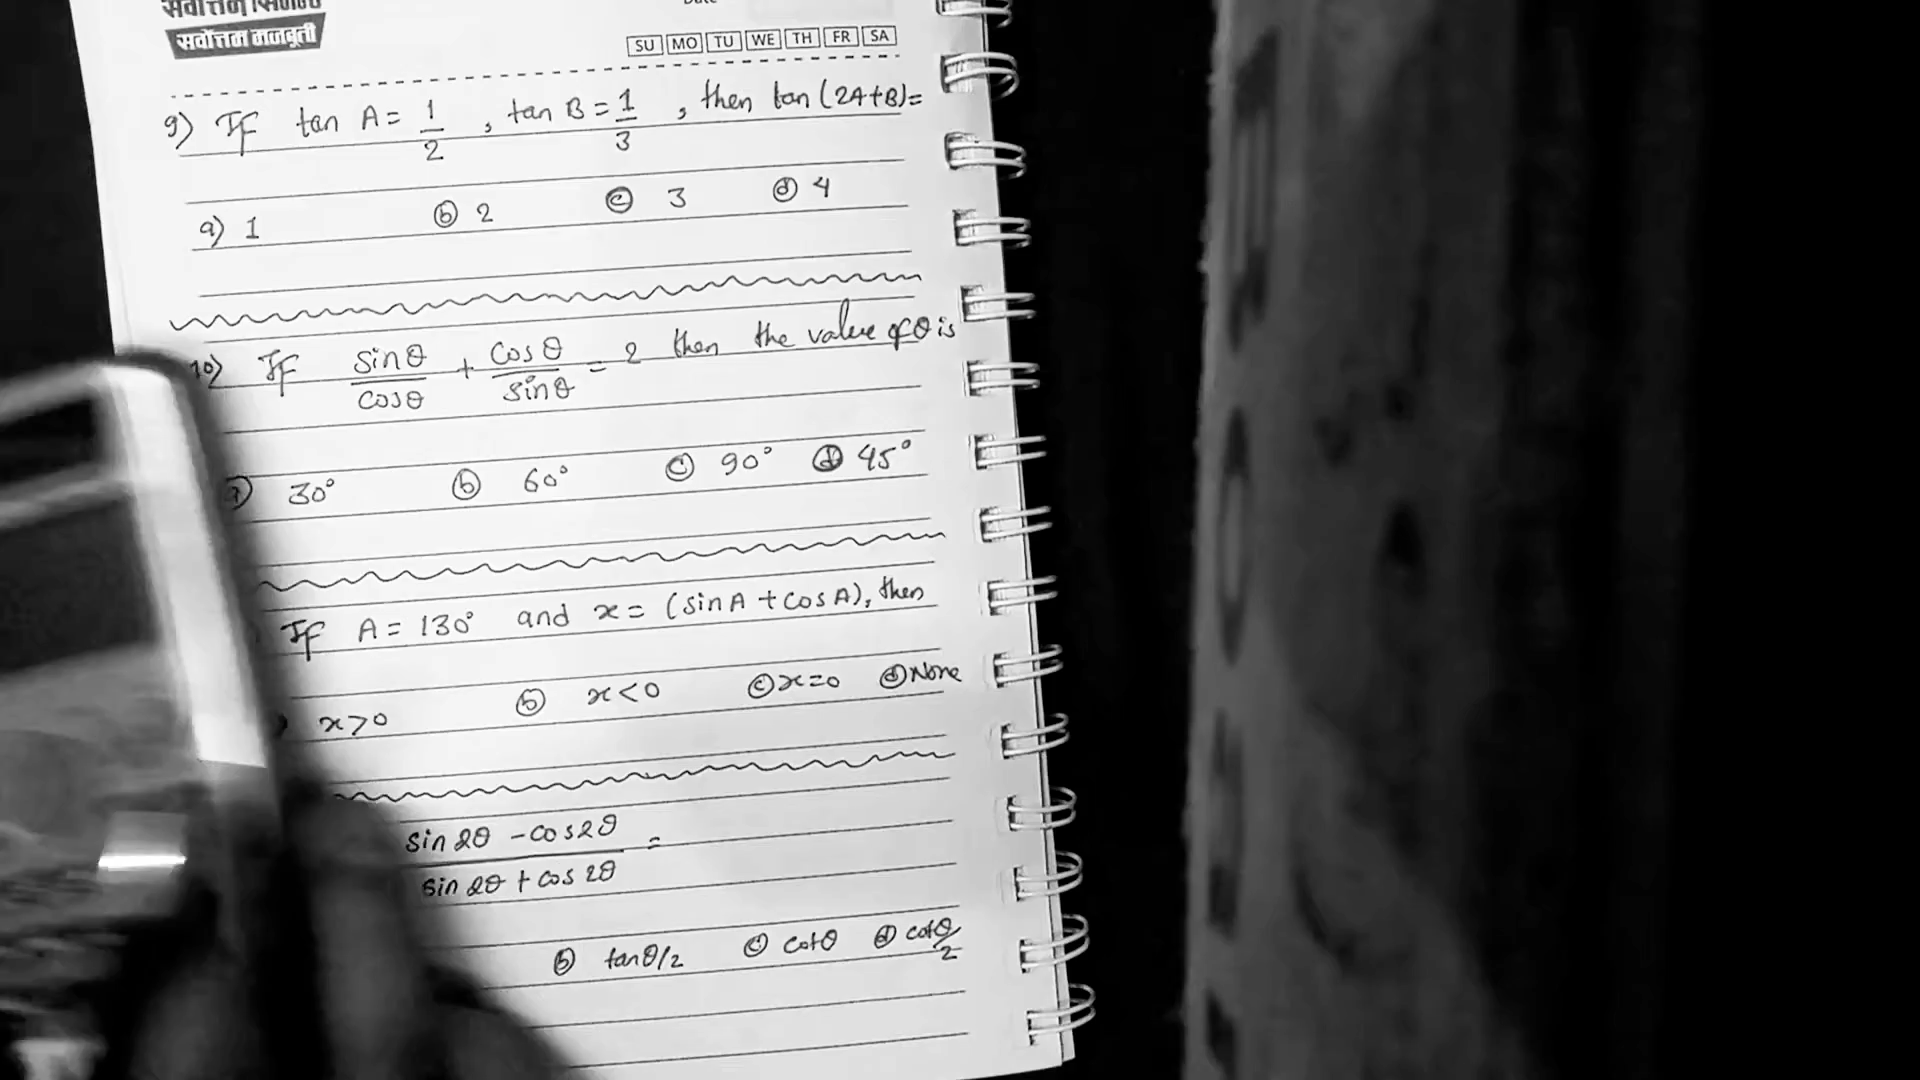 सर्वोत्तम मजबूती
SU MO TU WE TH FR SA
9) If tan A = 1/2 , tan B = 1/3 , then tan (2A+B)=
a) 1 ⓑ 2 ⓒ 3 ⓓ 4
10) If sinθ/cosθ + cosθ/sinθ = 2 then the value of θ is
30° ⓑ 60° ⓒ 90° ⓓ 45°
If A = 130° and x = (sin A + cos A), then
x>0 ⓑ x<0 ⓒ x=0 ⓓ None
sin 2θ - cos 2θ / sin 2θ + cos 2θ =
ⓑ tanθ/2 ⓒ cotθ ⓓ cotθ/2